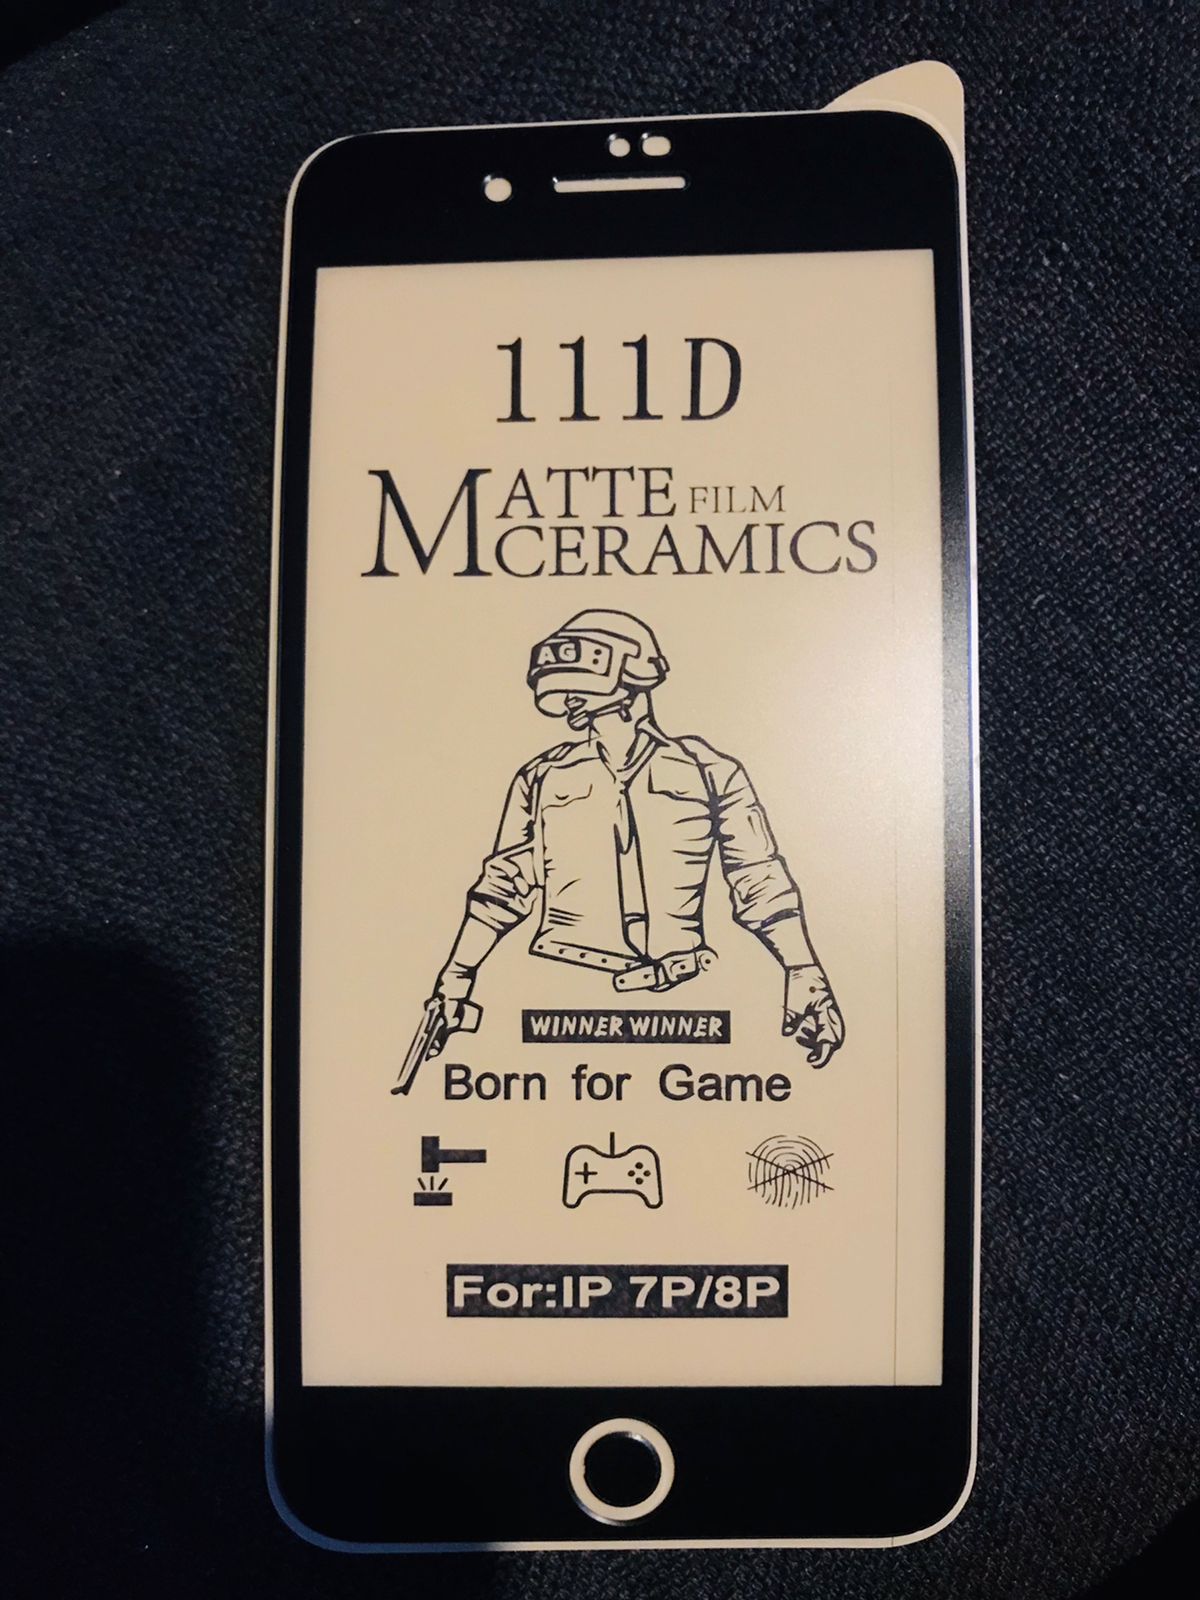 111D
MATTE FILM
CERAMICS
AG
WINNER WINNER
Born for Game
For:IP 7P/8P